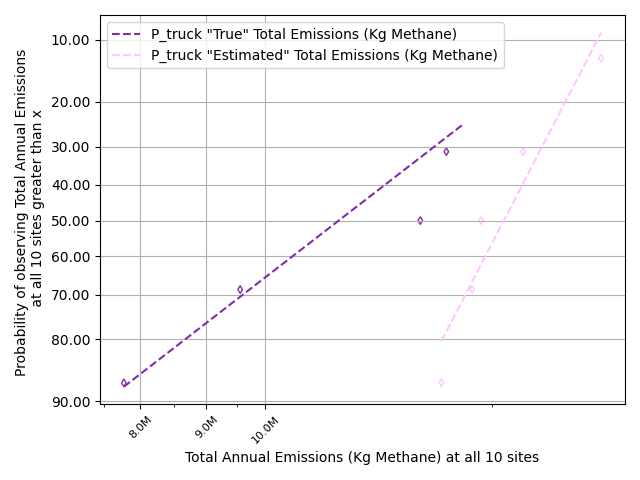 P_truck "True" Total Emissions (Kg Methane)
P_truck "Estimated" Total Emissions (Kg Methane)
10.00
20.00
30.00
40.00
50.00
60.00
70.00
80.00
90.00
Probability of observing Total Annual Emissions
at all 10 sites greater than x
8.0M
9.0M
10.0M
Total Annual Emissions (Kg Methane) at all 10 sites